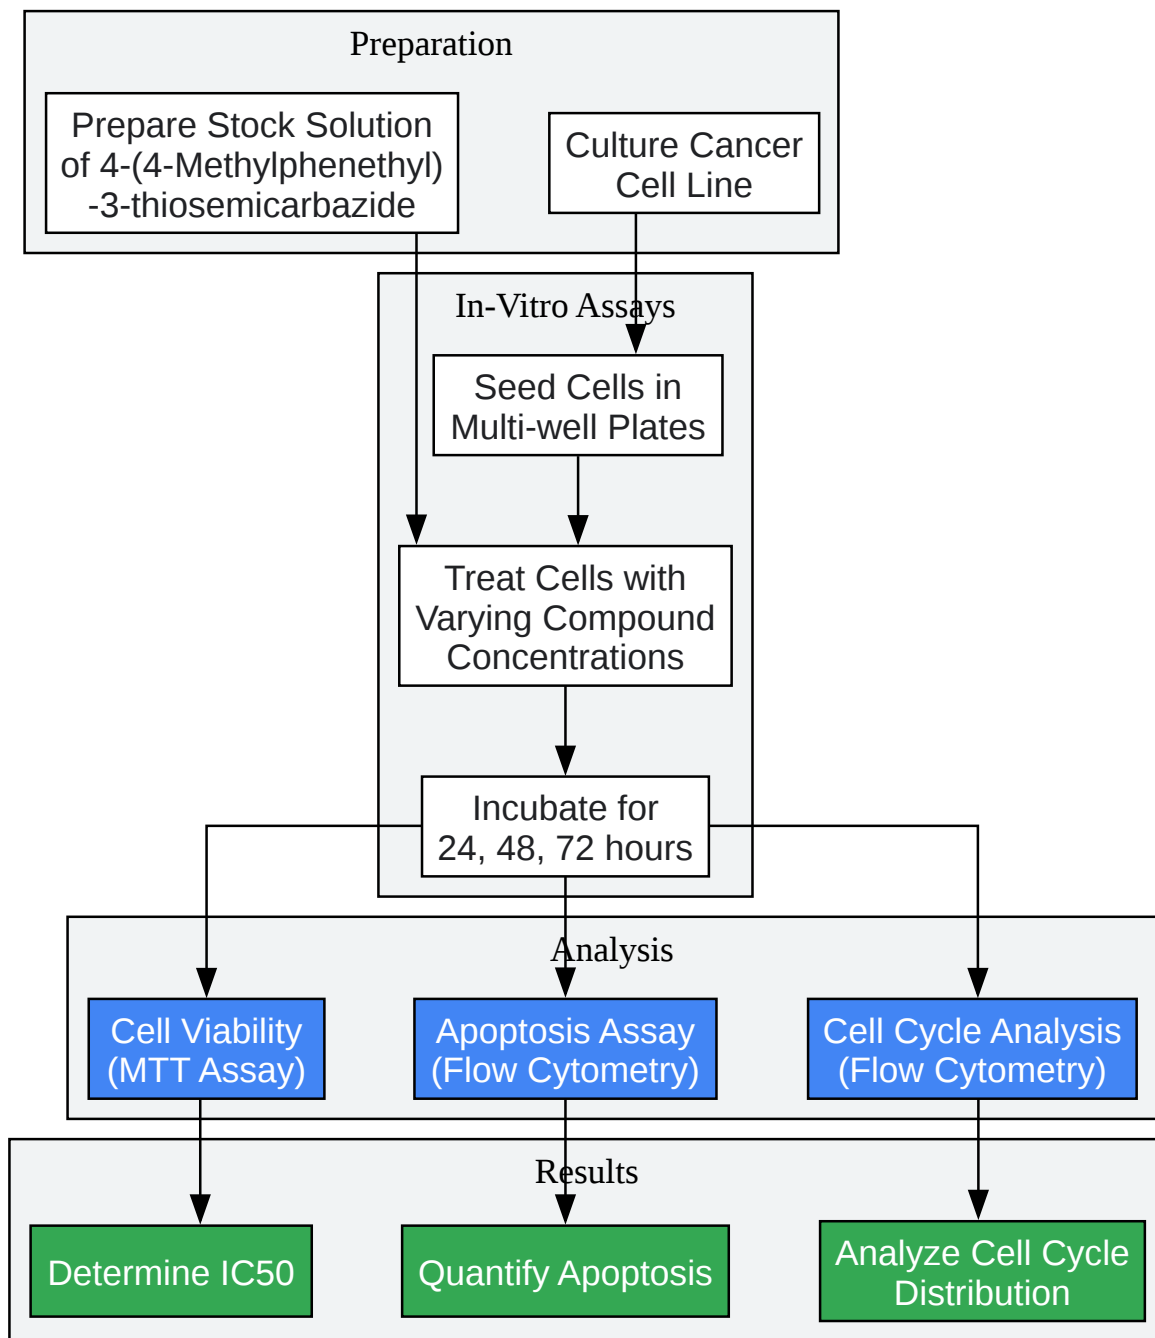 Preparation
Prepare Stock Solution
of 4-(4-Methylphenethyl)
-3-thiosemicarbazide
Culture Cancer
Cell Line
In-Vitro Assays
Seed Cells in
Multi-well Plates
Treat Cells with
Varying Compound
Concentrations
Incubate for
24, 48, 72 hours
Analysis
Cell Viability
(MTT Assay)
Apoptosis Assay
(Flow Cytometry)
Cell Cycle Analysis
(Flow Cytometry)
Results
Determine IC50
Quantify Apoptosis
Analyze Cell Cycle
Distribution